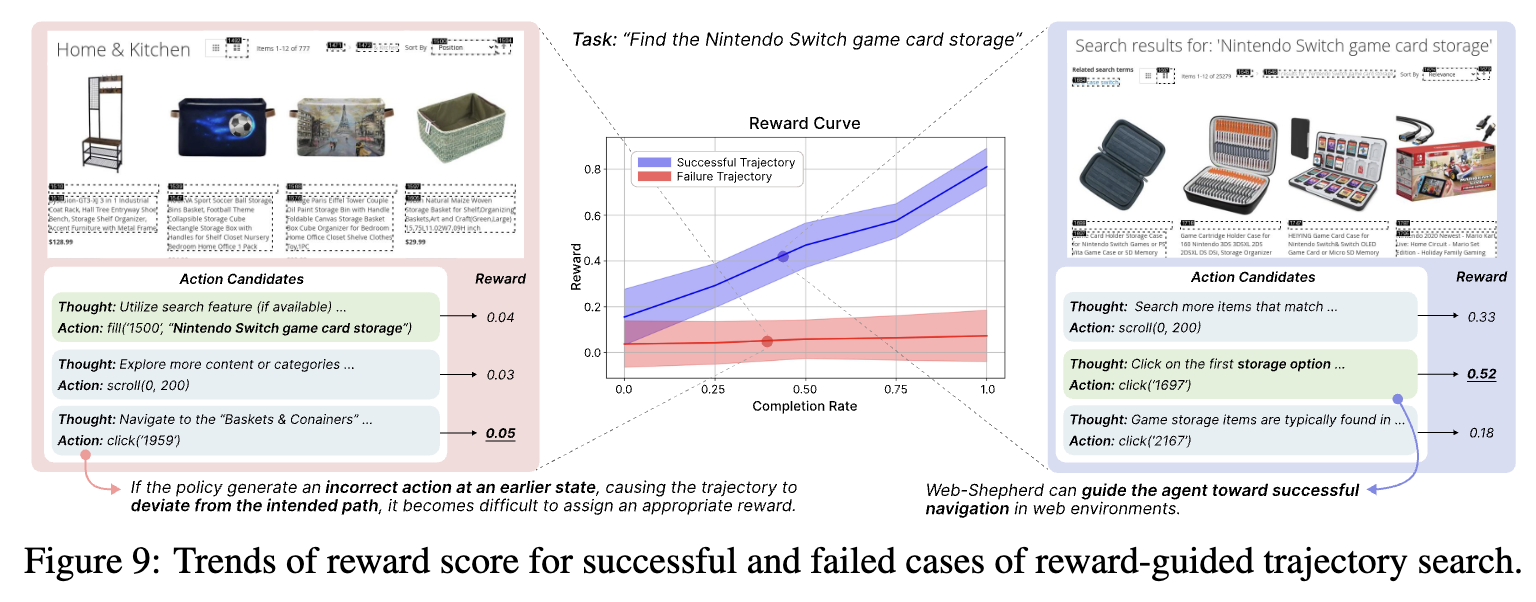 Home & Kitchen
1482
Items 1-12 of 777
1471
1472
Sort By
1500
Position
1504
Coat Rack, Hall Tree Entryway Shoe
Bench, Storage Shelf Organizer,
Accent Furniture with Metal Frame
$128.99
Sport Soccer Ball Storage
Bins Basket, Football Theme
Collapsible Storage Cube
Rectangle Storage Box with
Handles for Shelf Closet Nursery
Bedroom Home Office 1 Pack
Paris Eiffel Tower Couple
Oil Paint Storage Bin with Handle
Foldable Canvas Storage Basket
Box Cube Organizer for Bedroom
Home Office Closet Shelve Clothes
Toy,1PC
Natural Maize Woven
Storage Basket for Shelf,Organizing
Baskets,Art and Craft(Green,Large)
15.75L11.02W7.09H inch
$29.99
Action Candidates
Reward
Thought: Utilize search feature (if available) ...
Action: fill('1500', "Nintendo Switch game card storage")
0.04
Thought: Explore more content or categories ...
Action: scroll(0, 200)
0.03
Thought: Navigate to the "Baskets & Conainers" ...
Action: click('1959')
0.05
If the policy generate an incorrect action at an earlier state, causing the trajectory to
deviate from the intended path, it becomes difficult to assign an appropriate reward.
Task: "Find the Nintendo Switch game card storage"
Reward Curve
Successful Trajectory
Failure Trajectory
Reward
0.8
0.6
0.4
0.2
0.0
0.0 0.25 0.50 0.75 1.0
Completion Rate
Search results for: 'Nintendo Switch game card storage'
Related search terms
case switch
Items 1-12 of 25279
Sort By
Relevance
Card Holder Storage Case
for Nintendo Switch Games or PS
Vita Game Case or SD Memory
Game Cartridge Holder Case for
160 Nintendo 3DS 3DSXL 2DS
2DSXL DS DSi, Storage Organizer
HEIYING Game Card Case for
Nintendo Switch& Switch OLED
Game Card or Micro SD Memory
2020 Newest - Mario Kart
Live: Home Circuit - Mario Set
Edition - Holiday Family Gaming
Action Candidates
Reward
Thought: Search more items that match ...
Action: scroll(0, 200)
0.33
Thought: Click on the first storage option ...
Action: click('1697')
0.52
Thought: Game storage items are typically found in ...
Action: click('2167')
0.18
Web-Shepherd can guide the agent toward successful
navigation in web environments.
Figure 9: Trends of reward score for successful and failed cases of reward-guided trajectory search.